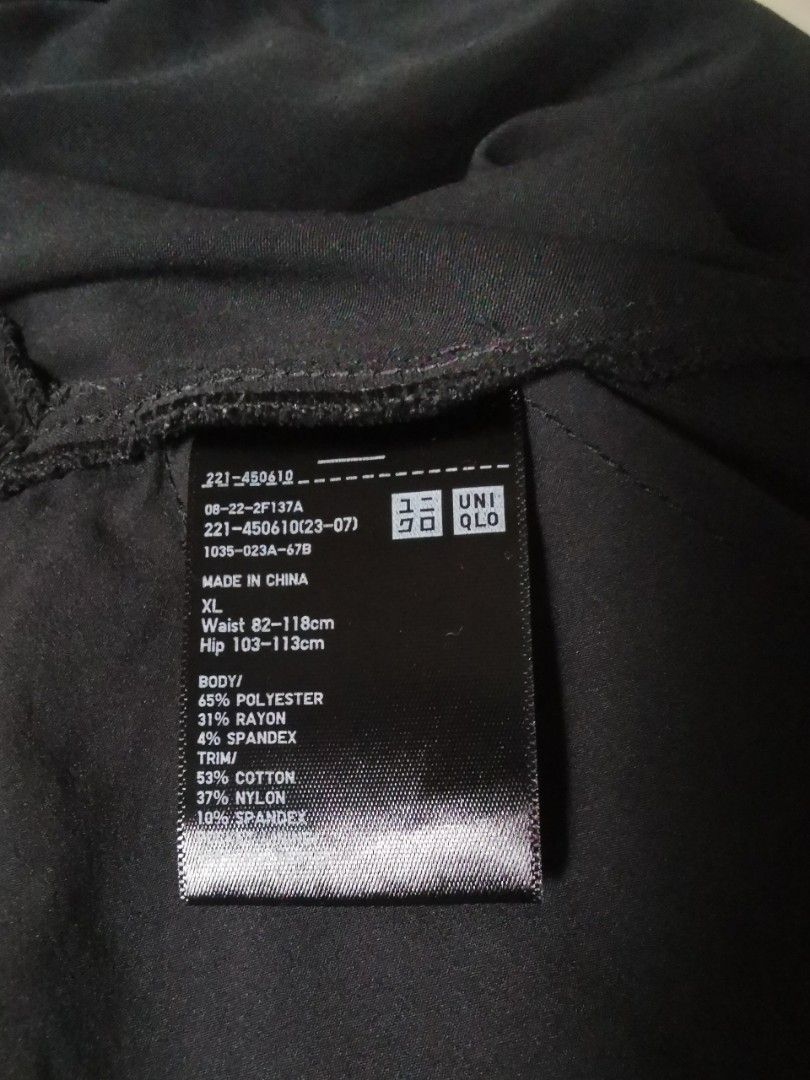 221-450610
08-22-2F137A
221-450610(23-07)
1035-023A-67B
ユニ
クロ
UNI
QLO
MADE IN CHINA
XL
Waist 82-118cm
Hip 103-113cm
BODY/
65% POLYESTER
31% RAYON
4% SPANDEX
TRIM/
53% COTTON
37% NYLON
10% SPANDEX